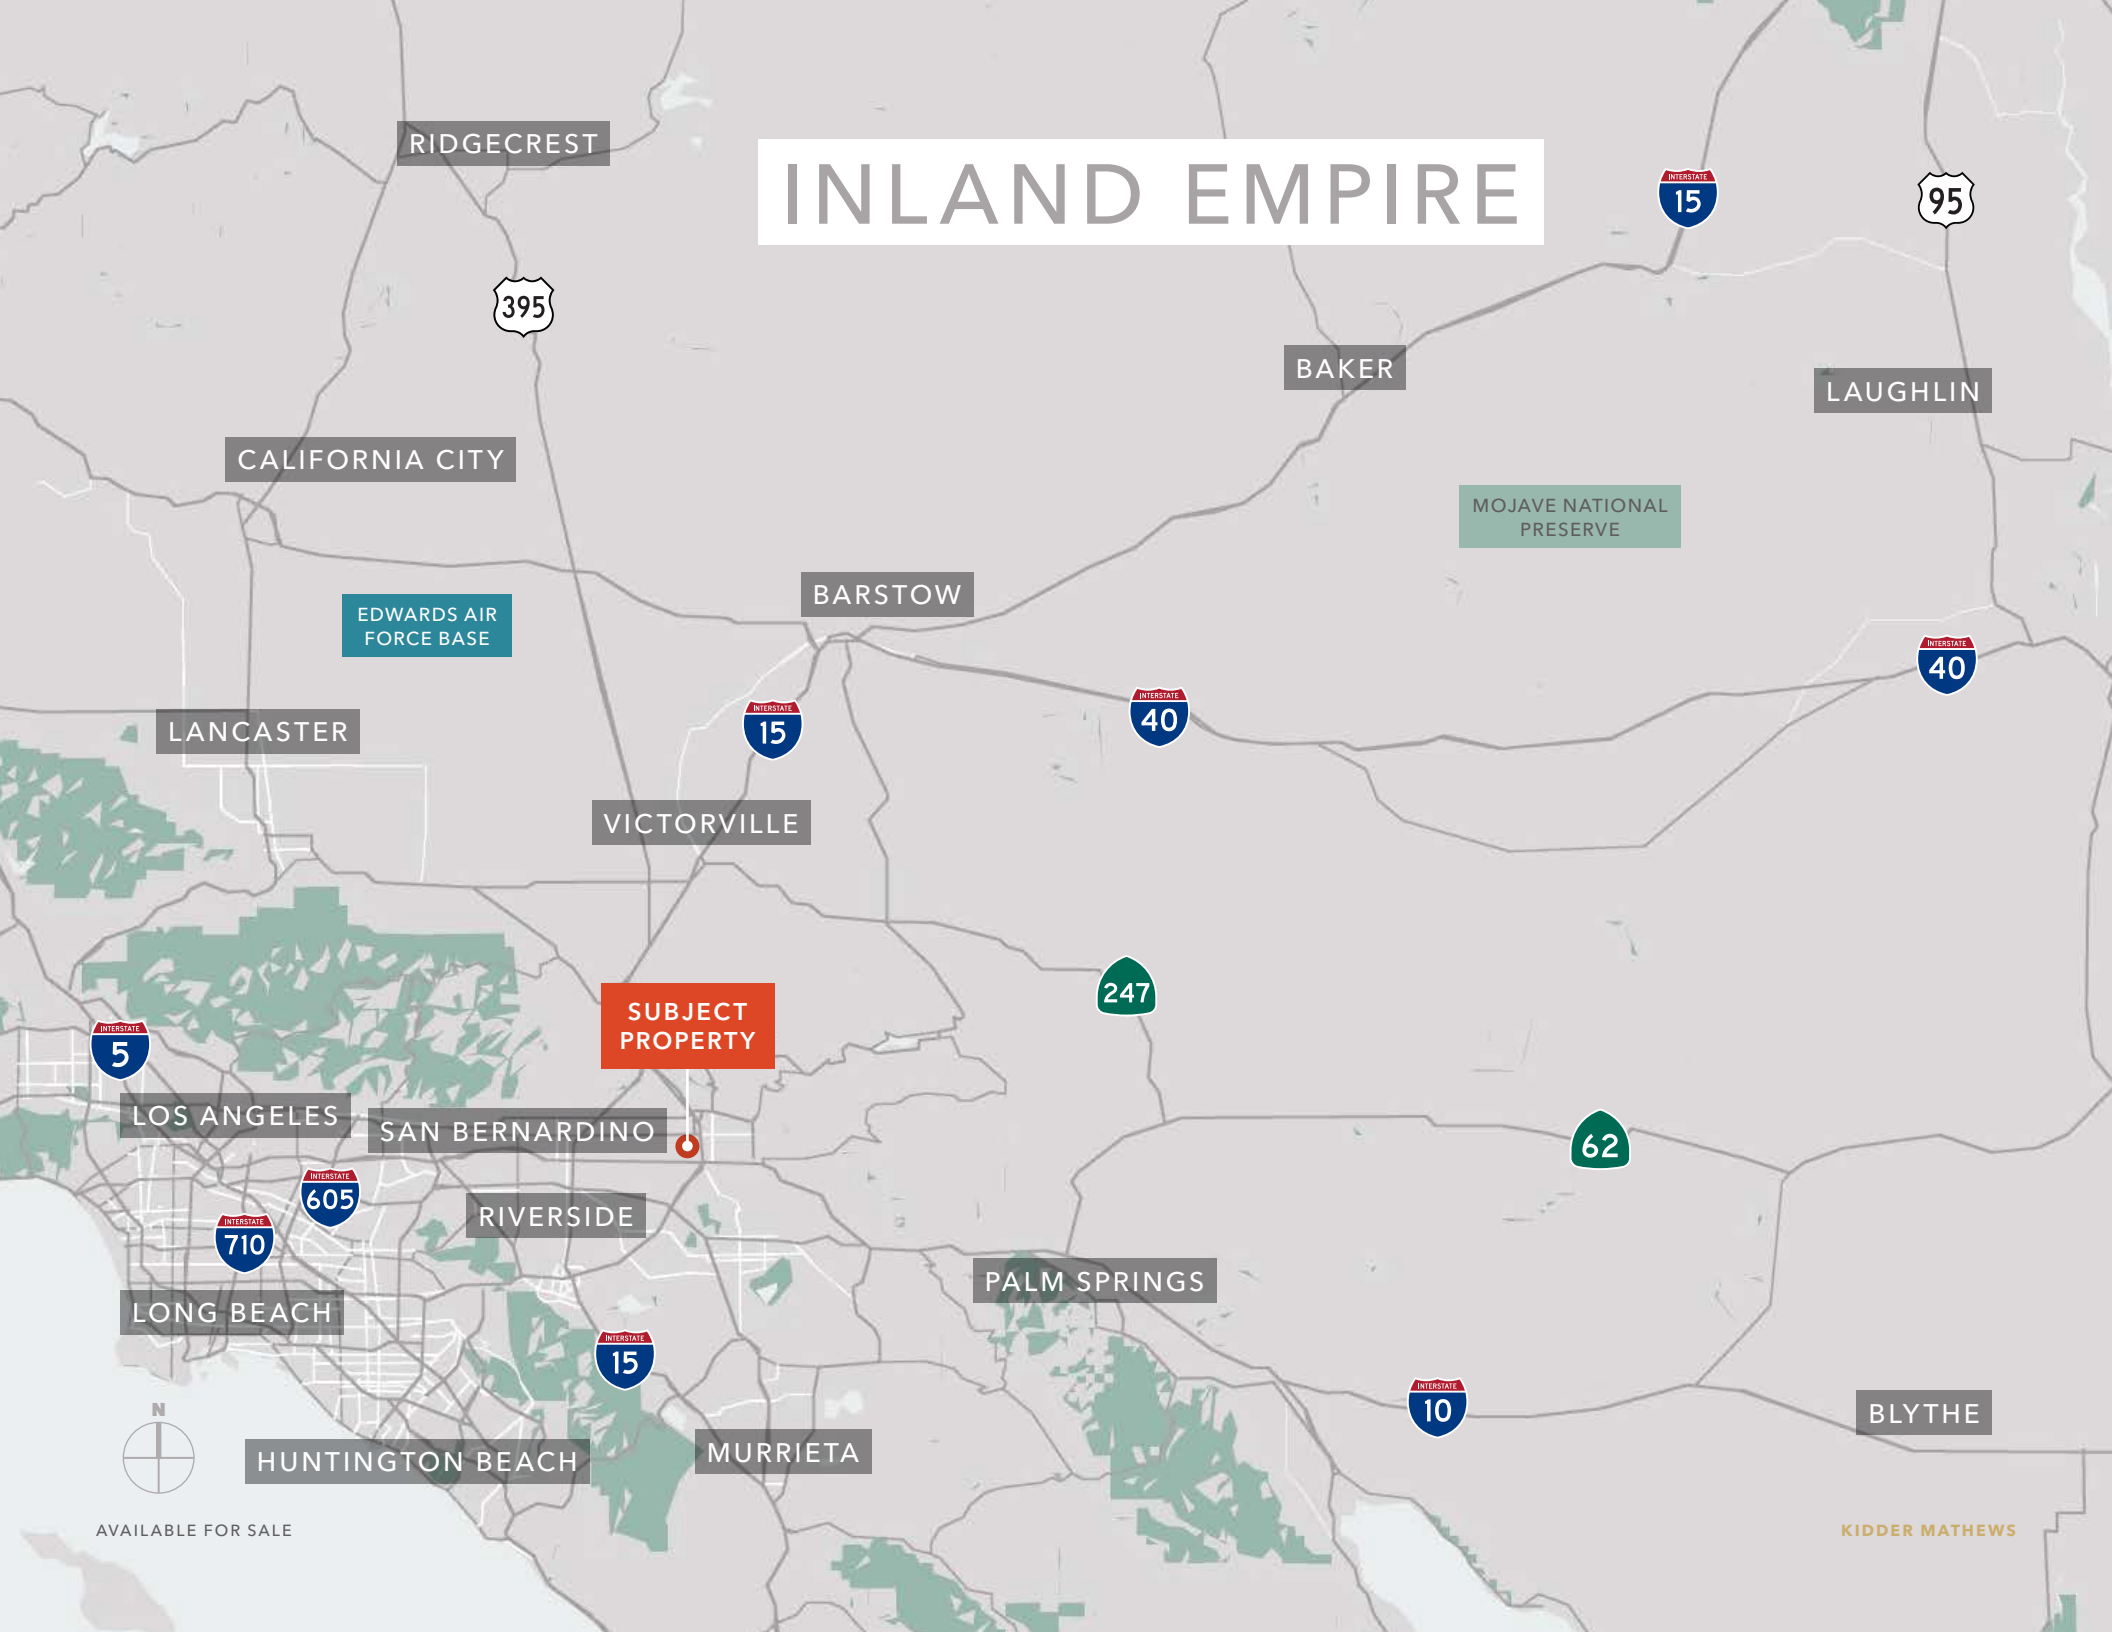 RIDGECREST
INLAND EMPIRE
INTERSTATE
15
95
395
BAKER
LAUGHLIN
CALIFORNIA CITY
MOJAVE NATIONAL
PRESERVE
BARSTOW
EDWARDS AIR
FORCE BASE
INTERSTATE
40
INTERSTATE
40
LANCASTER
INTERSTATE
15
VICTORVILLE
247
SUBJECT
PROPERTY
INTERSTATE
5
LOS ANGELES
SAN BERNARDINO
62
INTERSTATE
605
RIVERSIDE
INTERSTATE
710
PALM SPRINGS
LONG BEACH
INTERSTATE
15
INTERSTATE
10
BLYTHE
N
HUNTINGTON BEACH
MURRIETA
AVAILABLE FOR SALE
KIDDER MATHEWS